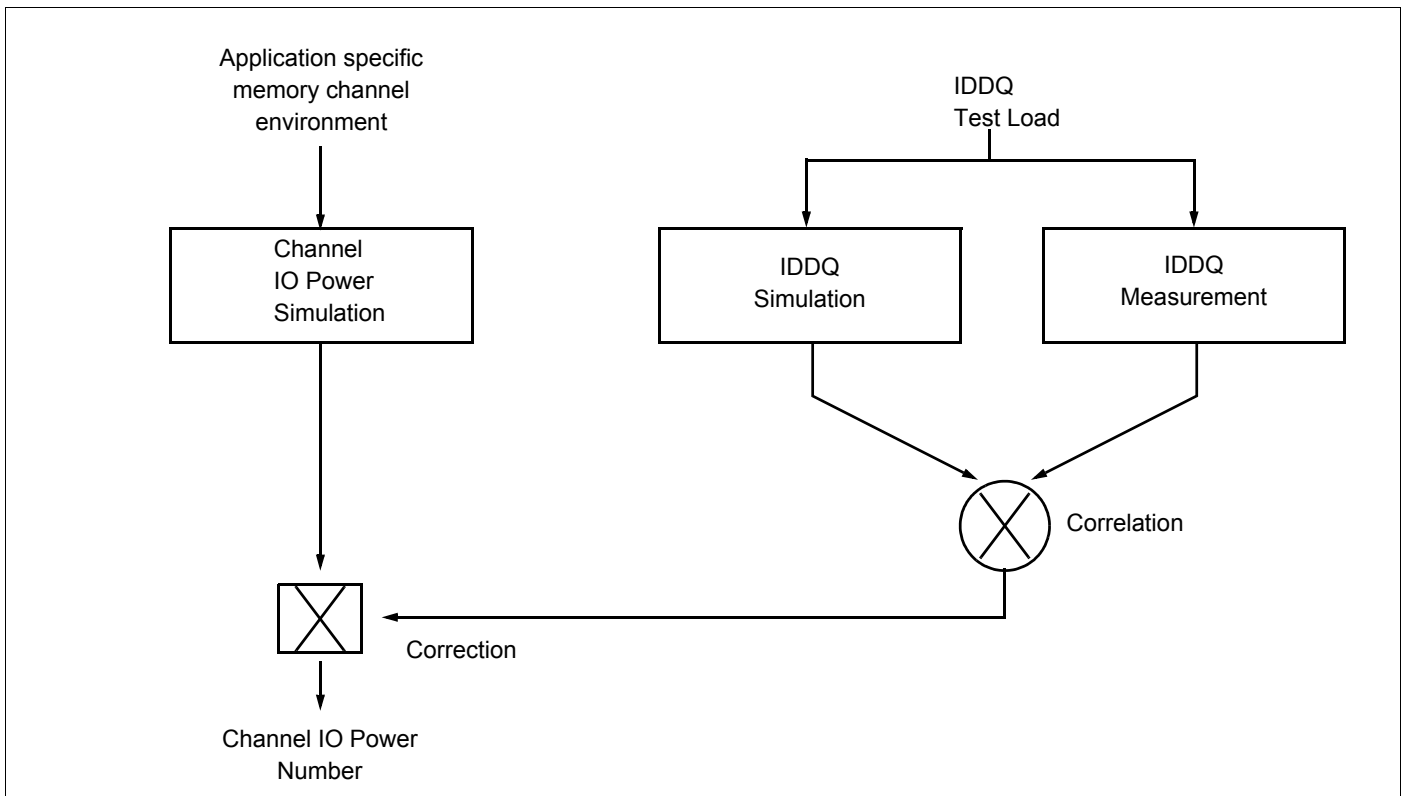 Application specific
memory channel
environment
IDDQ
Test Load
Channel
IO Power
Simulation
IDDQ
Simulation
IDDQ
Measurement
Correlation
Correction
Channel IO Power
Number